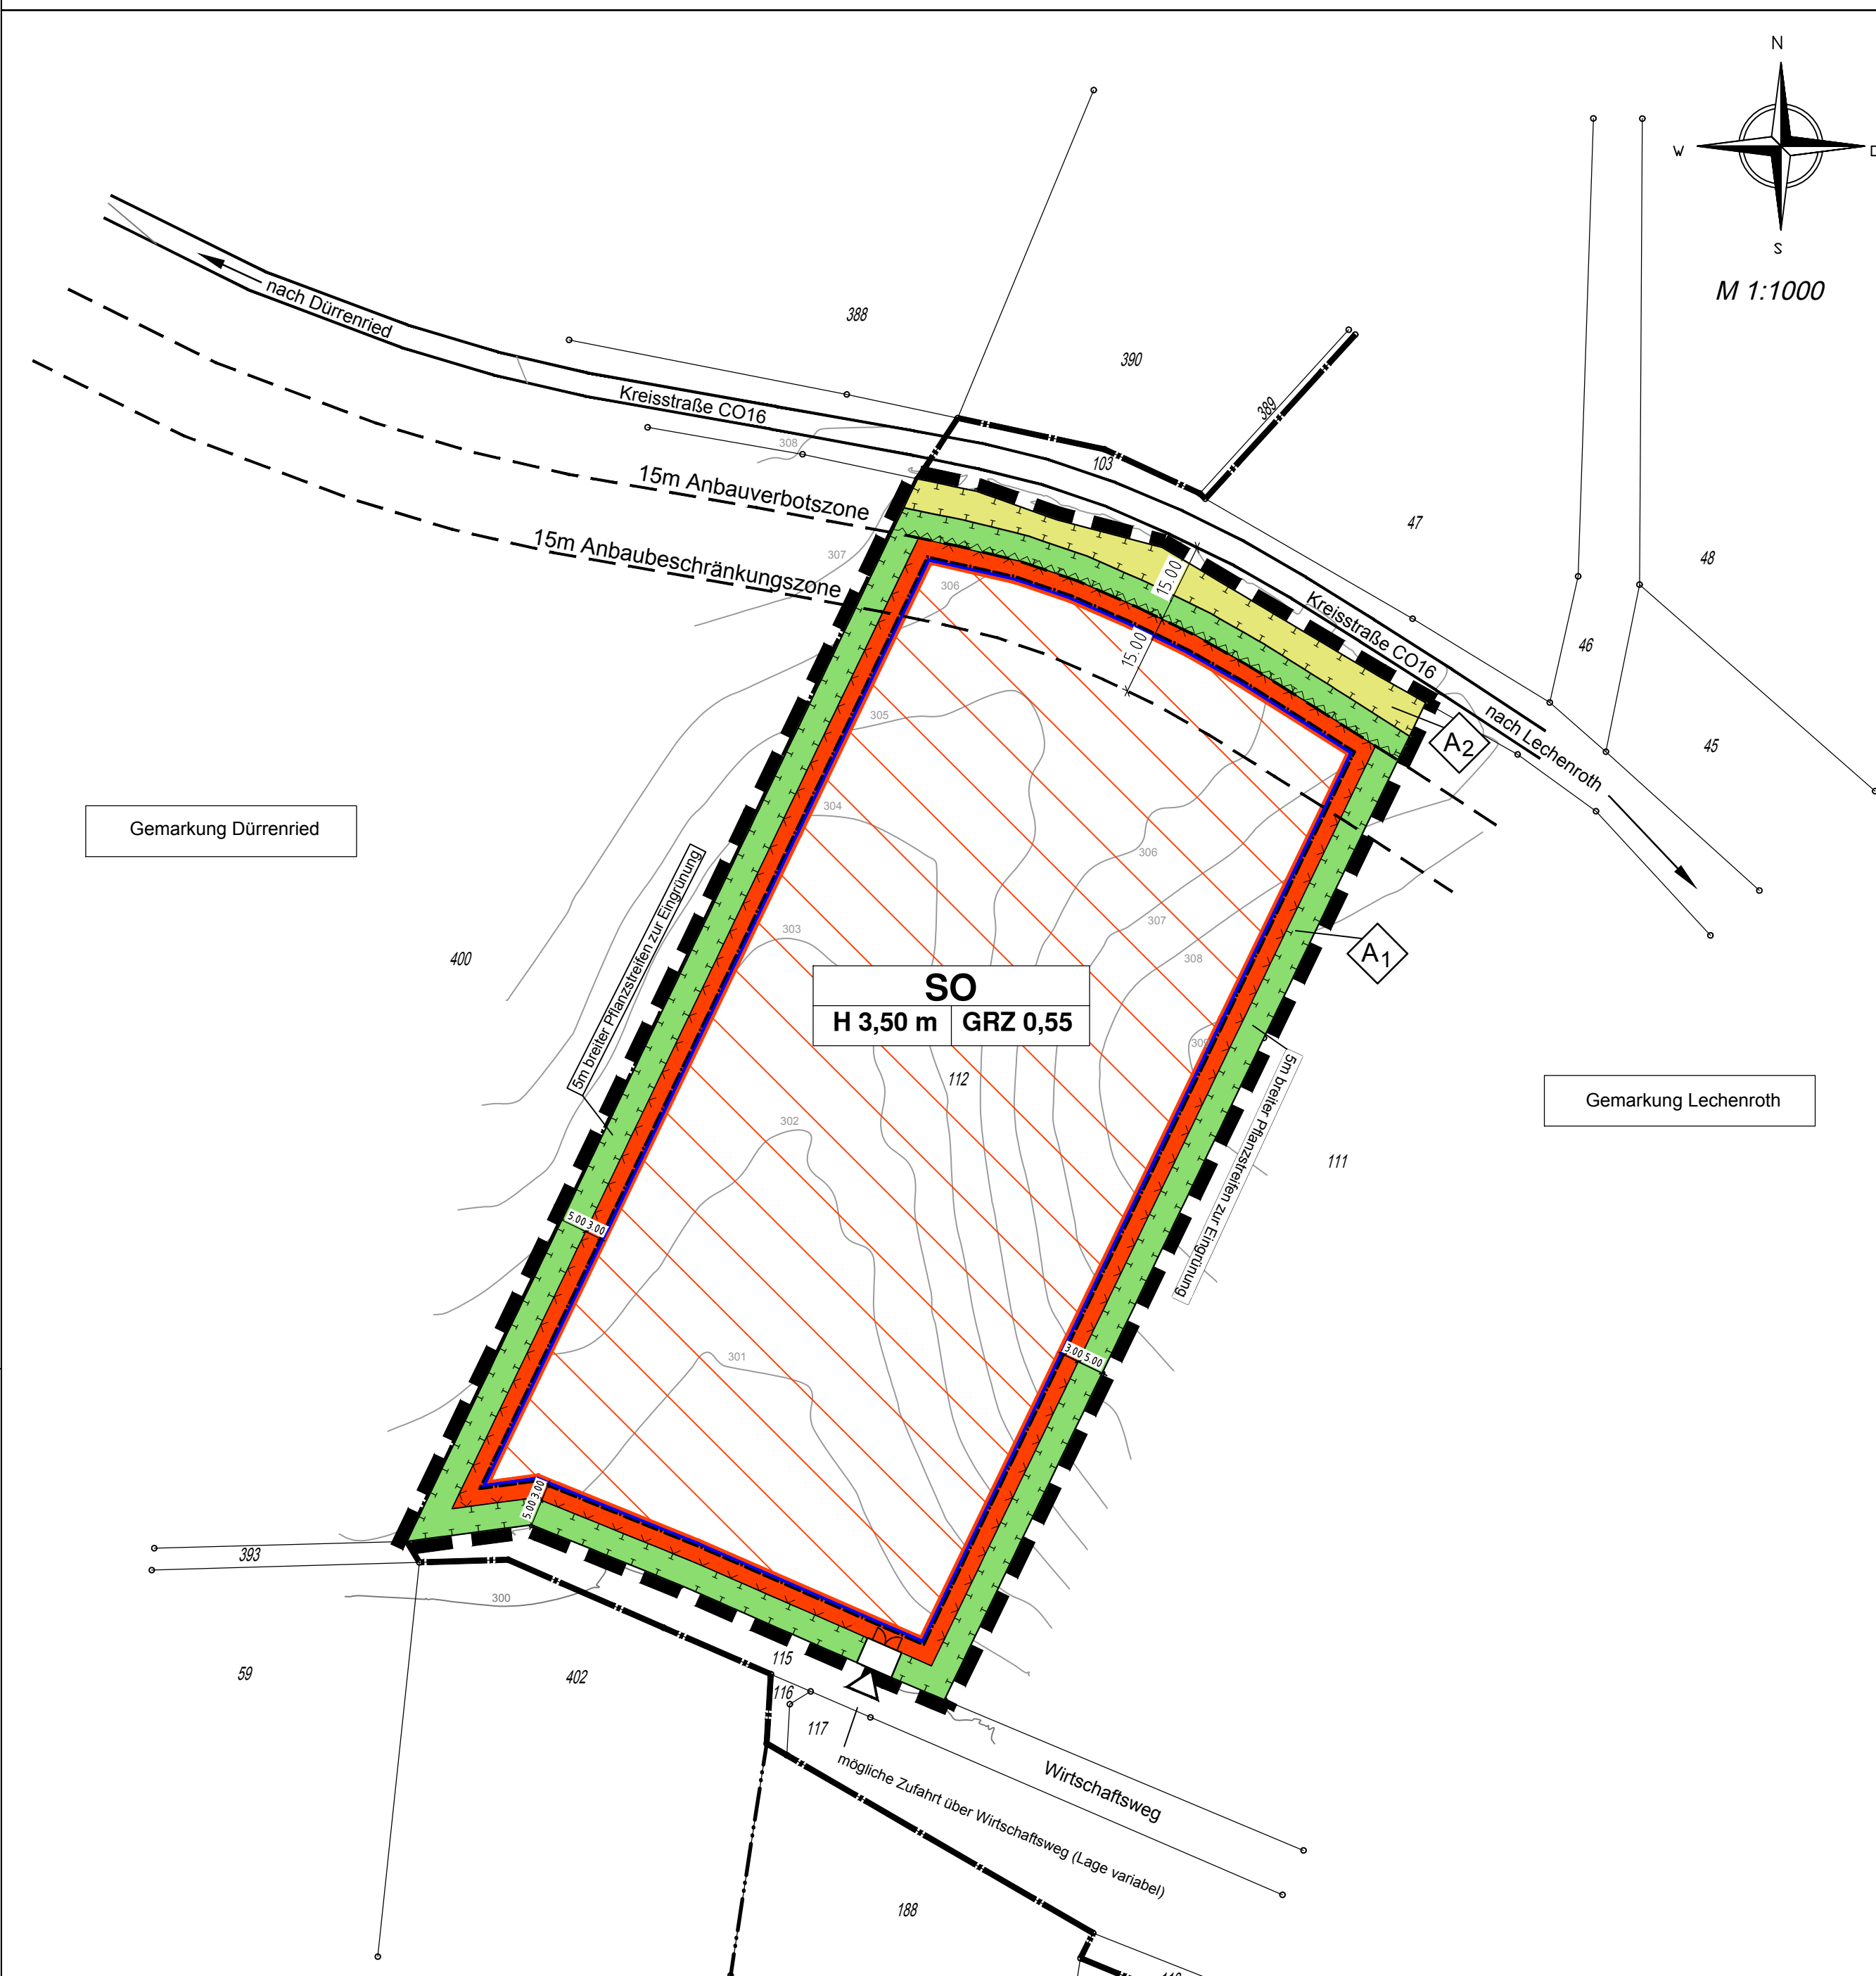 N
W
S
M 1:1000
nach Dürrenried
388
390
389
Kreisstraße CO16
308
103
47
48
15m Anbauverbotszone
15m Anbaubeschränkungszone
307
306
15.00
15.00
Kreisstraße CO16
46
45
nach Lechenroth
A2
305
304
306
307
308
303
Gemarkung Dürrenried
5m breiter Pflanzstreifen zur Eingrünung
400
A1
SO
H 3,50 m
GRZ 0,55
112
309
5m breiter Pflanzstreifen zur Eingrünung
Gemarkung Lechenroth
111
302
5.00 3.00
301
3.00 5.00
5.00 3.00
393
300
59
402
115
116
117
mögliche Zufahrt über Wirtschaftsweg (Lage variabel)
Wirtschaftsweg
188